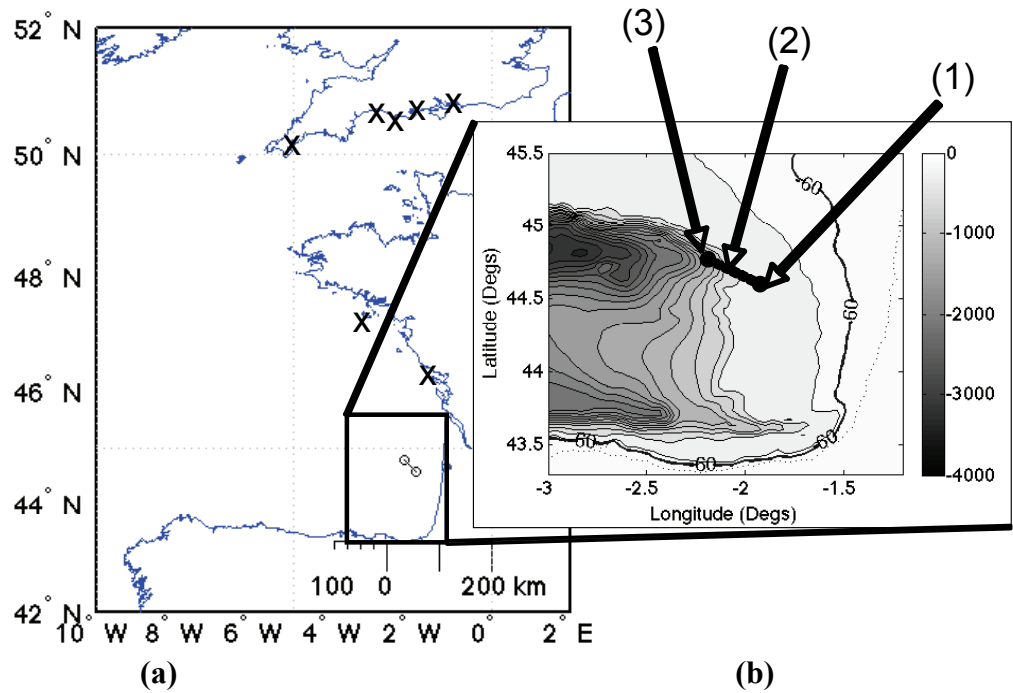 52° N
50° N
48° N
46° N
44° N
42° N
10° W
8° W
6° W
4° W
2° W
0°
2° E
X
X
X
X
X
X
X
100 0 200 km
(a)
(3)
(2)
(1)
45.5
45
44.5
44
43.5
Latitude (Degs)
-3
-2.5
-2
-1.5
Longitude (Degs)
-60
-60
-60
-60
60
0
-1000
-2000
-3000
-4000
(b)